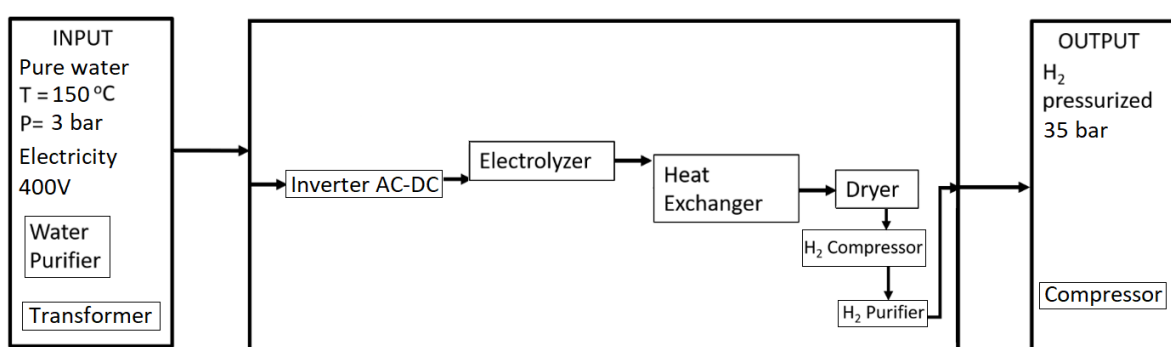 INPUT
Pure water
T = 150 °C
P= 3 bar
Electricity
400V
Water
Purifier
Transformer
Inverter AC-DC
Electrolyzer
Heat
Exchanger
Dryer
H₂ Compressor
H₂ Purifier
OUTPUT
H₂
pressurized
35 bar
Compressor